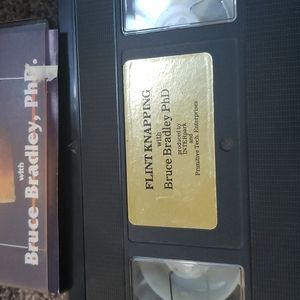 with
Bruce Bradley, PhD.
FLINT KNAPPING
with
Bruce Bradley PhD
produced by
INTERpark
and
Primitive Tech. Enterprises